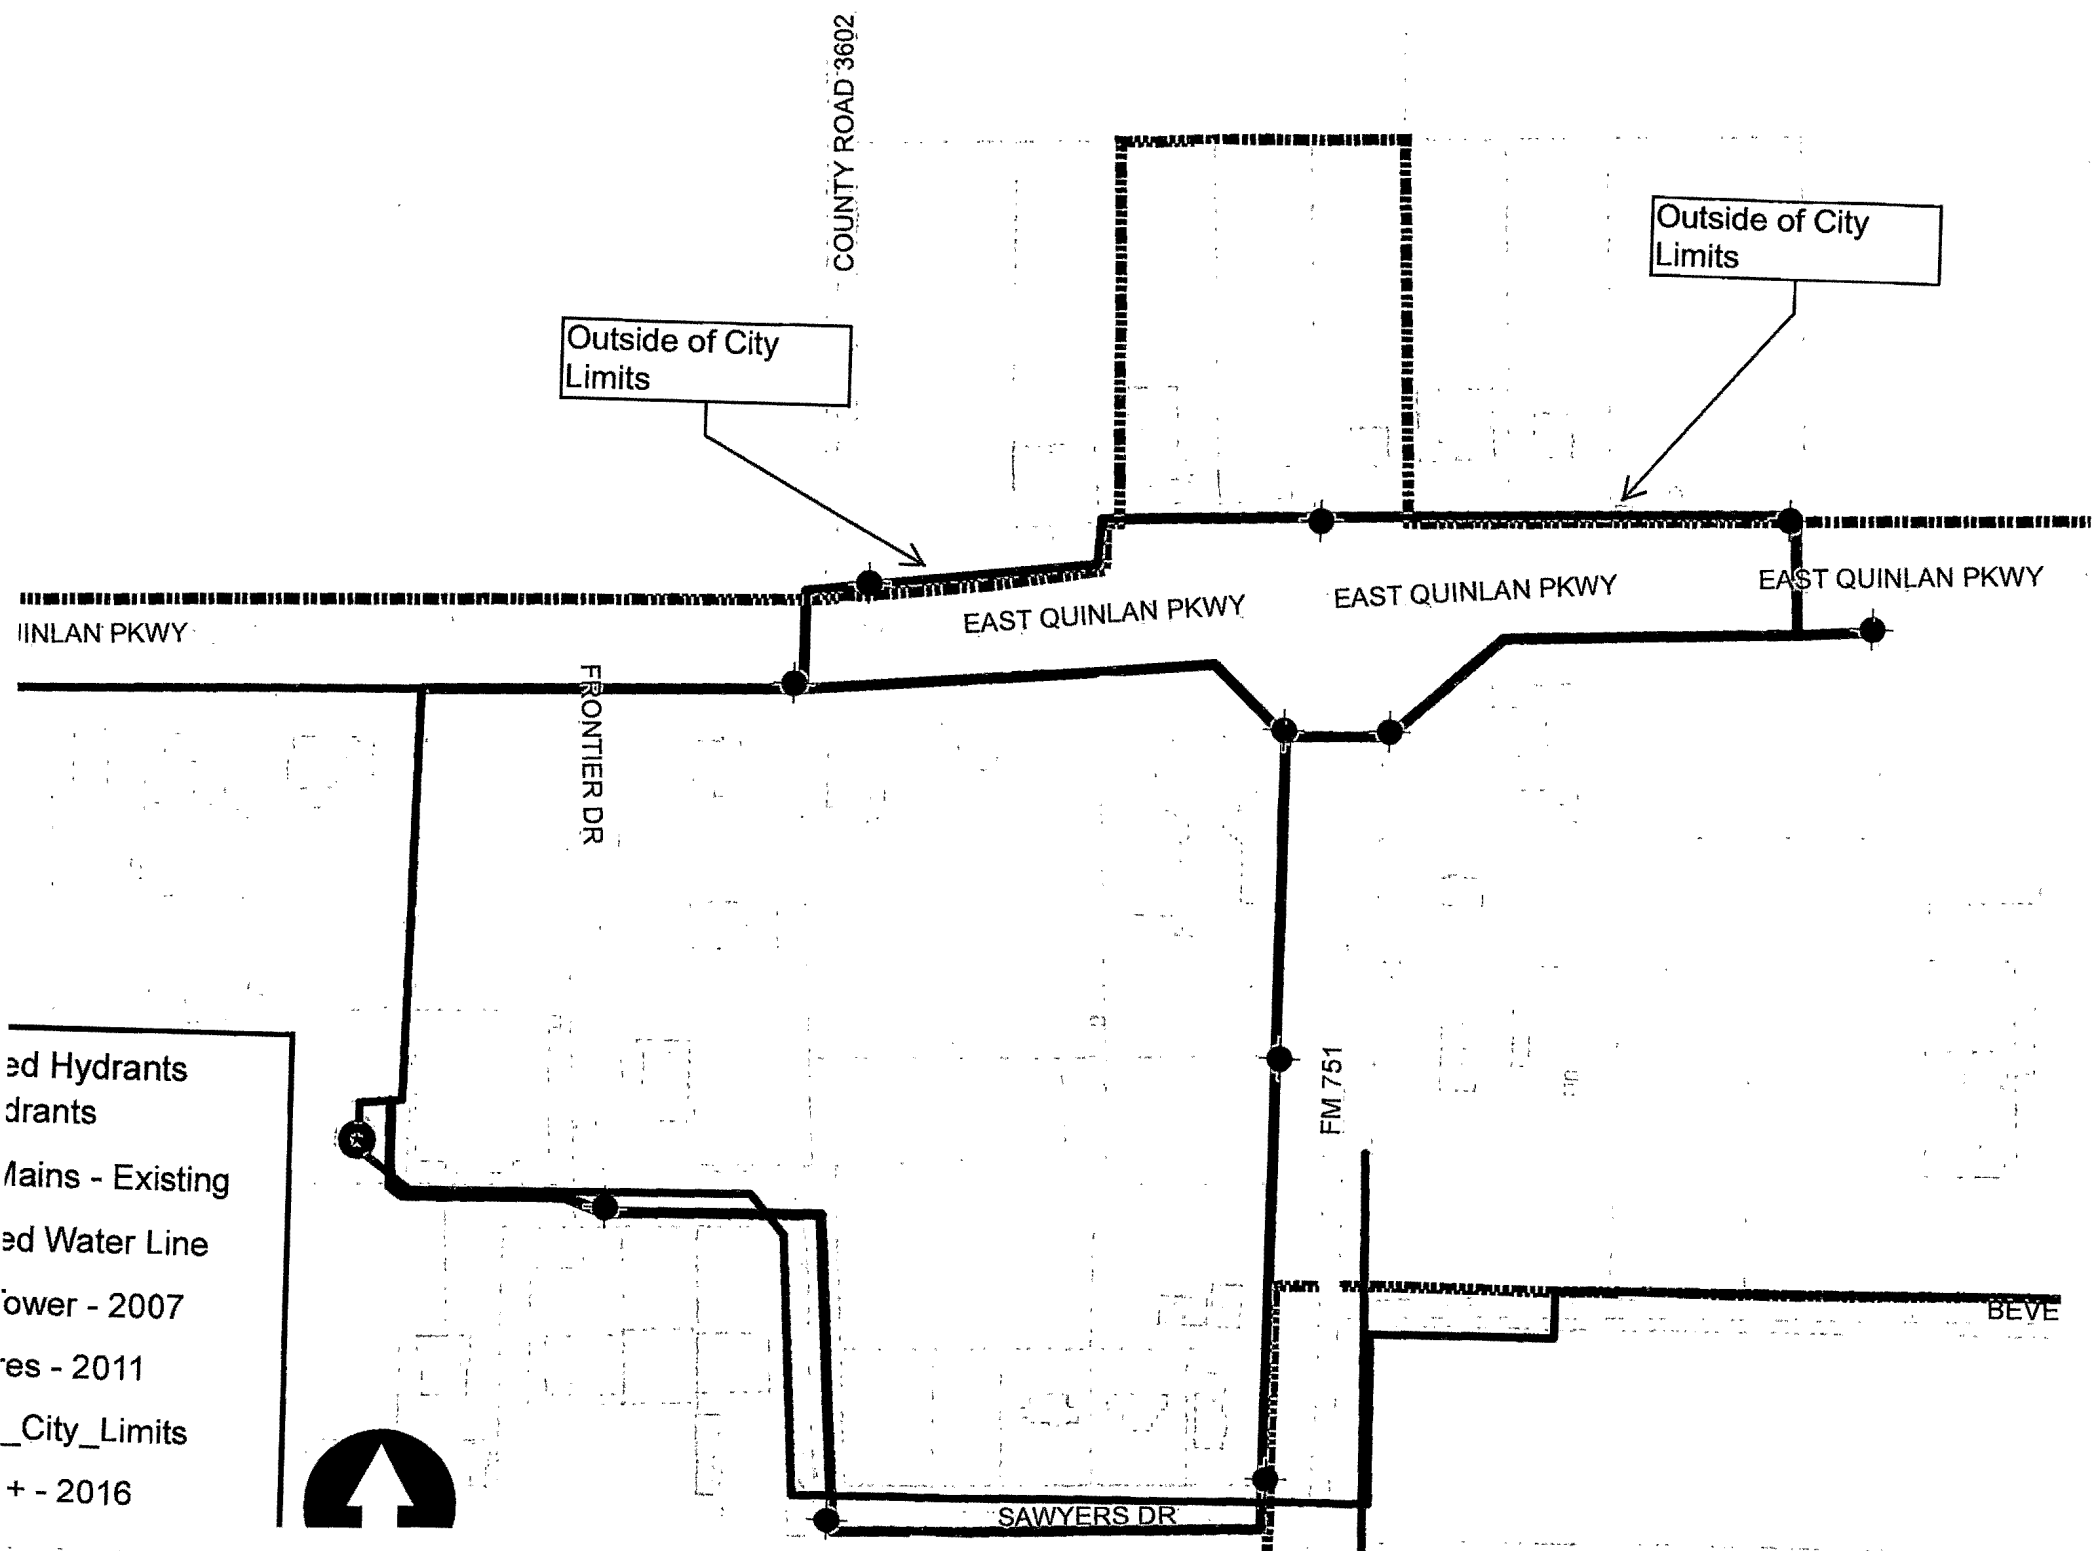 COUNTY ROAD 3602
Outside of City
Limits
Outside of City
Limits
EAST QUINLAN PKWY
EAST QUINLAN PKWY
EAST QUINLAN PKWY
INLAN PKWY
FRONTIER DR
FM 751
ed Hydrants
drants
Mains - Existing
ed Water Line
ower - 2007
res - 2011
_City_Limits
+ - 2016
BEVE
SAWYERS DR